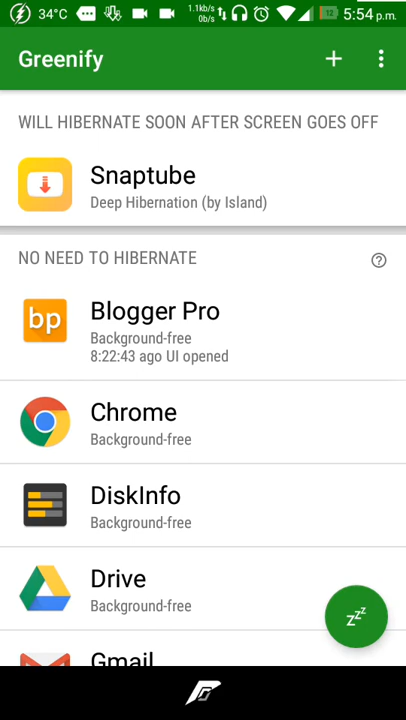 34°C 1.1kb/s 0b/s 12 5:54 p.m.
Greenify
WILL HIBERNATE SOON AFTER SCREEN GOES OFF
Snaptube
Deep Hibernation (by Island)
NO NEED TO HIBERNATE
bp Blogger Pro
Background-free
8:22:43 ago UI opened
Chrome
Background-free
DiskInfo
Background-free
Drive
Background-free
zzz
Gmail